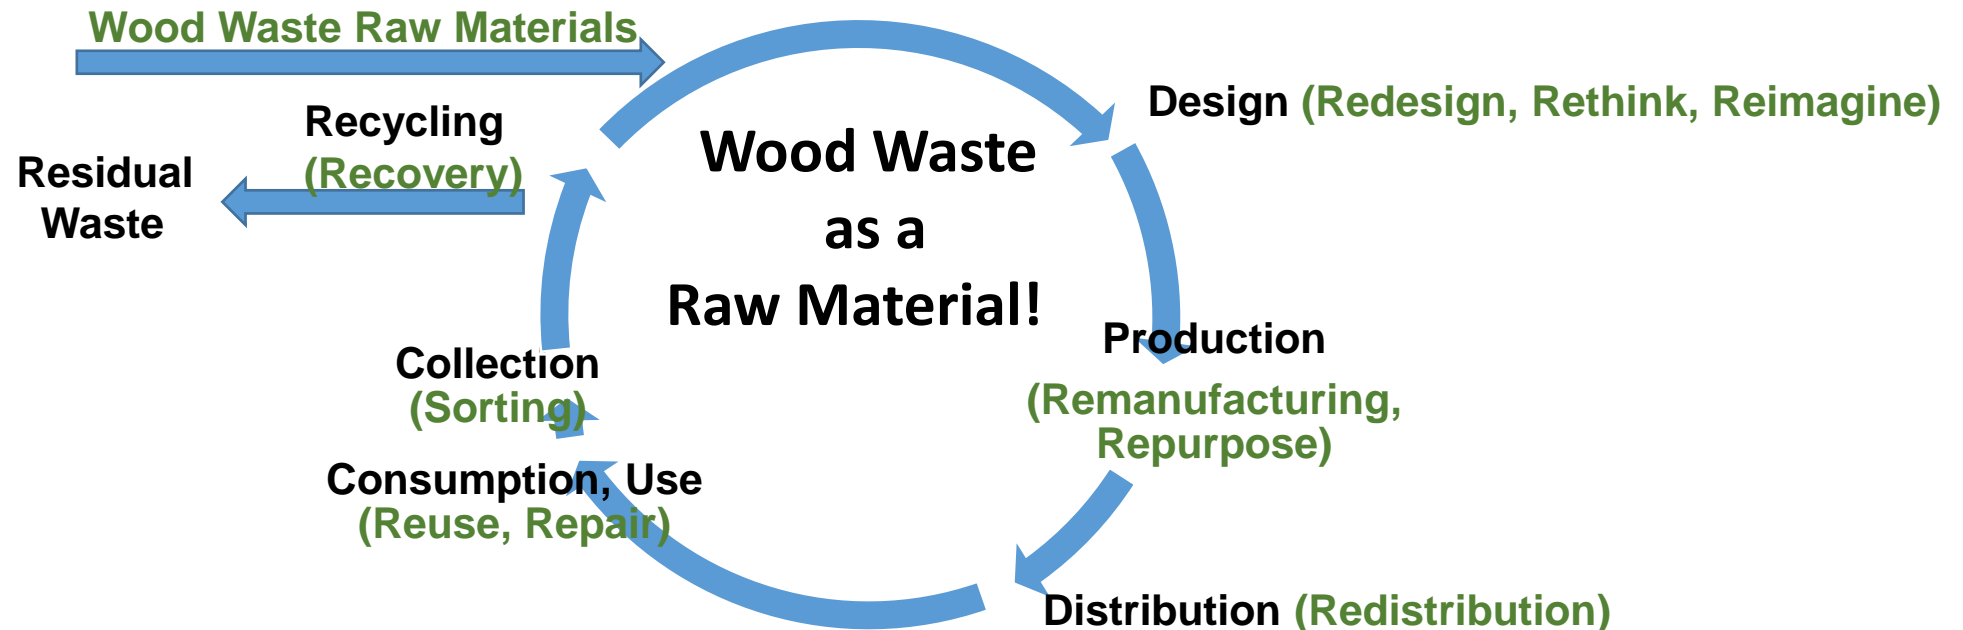 Wood Waste Raw Materials
Recycling
(Recovery)
Residual
Waste
Wood Waste
as a
Raw Material!
Design (Redesign, Rethink, Reimagine)
Production
(Remanufacturing,
Repurpose)
Distribution (Redistribution)
Consumption, Use
(Reuse, Repair)
Collection
(Sorting)